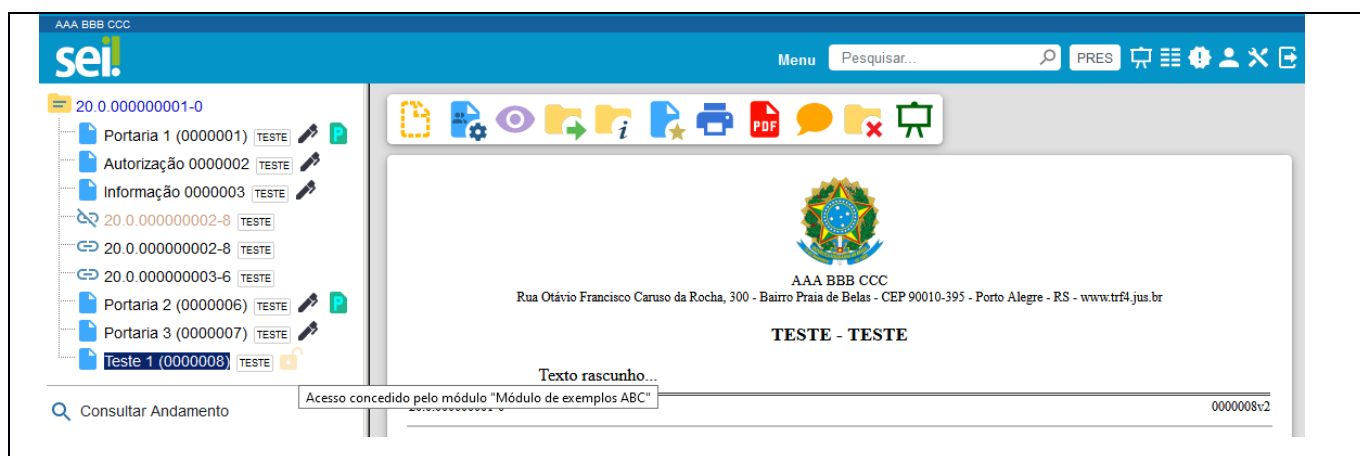 AAA BBB CCC
sei!
Menu
Pesquisar...
PRES
20.0.000000001-0
Portaria 1 (0000001) TESTE
Autorização 0000002 TESTE
Informação 0000003 TESTE
20.0.000000002-8 TESTE
20.0.000000002-8 TESTE
20.0.000000003-6 TESTE
Portaria 2 (0000006) TESTE
Portaria 3 (0000007) TESTE
Teste 1 (0000008) TESTE
Acesso concedido pelo módulo "Módulo de exemplos ABC"
Consultar Andamento
PDF
AAA BBB CCC
Rua Otávio Francisco Caruso da Rocha, 300 - Bairro Praia de Belas - CEP 90010-395 - Porto Alegre - RS - www.trf4.jus.br
TESTE - TESTE
Texto rascunho...
0000008v2